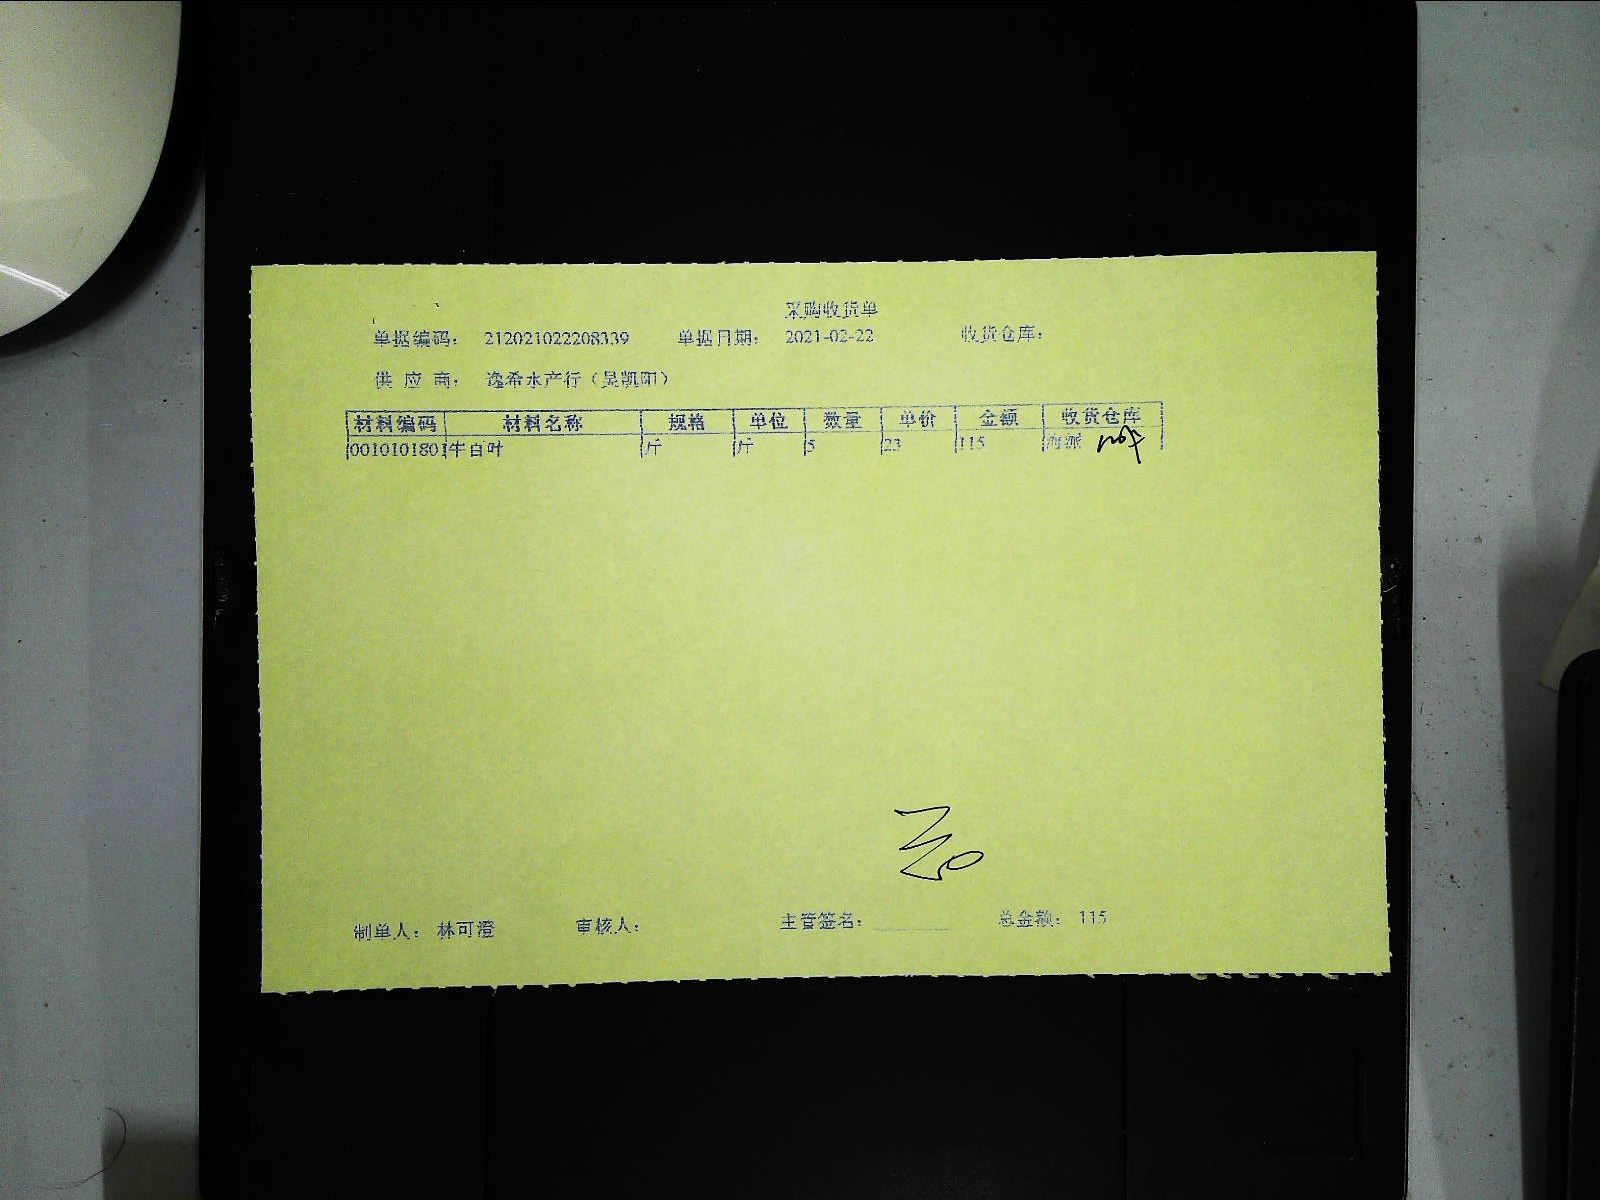 采购收货单
单据编码： 212021022208339 单据日期： 2021-02-22 收货仓库：
供 应 商： 逸希水产行（吴凯阳）
材料编码 材料名称 规格 单位 数量 单价 金额 收货仓库
0010101801 牛百叶 斤 斤 5 23 115 海派
制单人： 林可澄 审核人： 主管签名： 总金额： 115